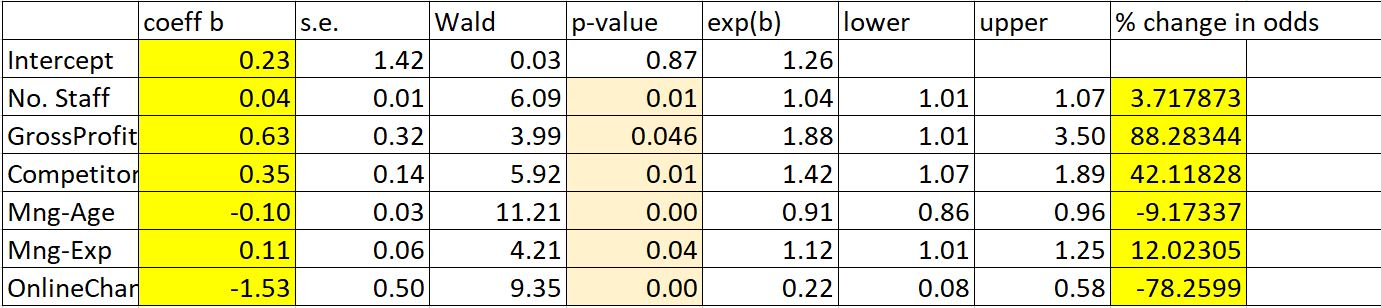 coeff b s.e. Wald p-value exp(b) lower upper % change in odds
Intercept 0.23 1.42 0.03 0.87 1.26
No. Staff 0.04 0.01 6.09 0.01 1.04 1.01 1.07 3.717873
GrossProfit 0.63 0.32 3.99 0.046 1.88 1.01 3.50 88.28344
Competitor 0.35 0.14 5.92 0.01 1.42 1.07 1.89 42.11828
Mng-Age -0.10 0.03 11.21 0.00 0.91 0.86 0.96 -9.17337
Mng-Exp 0.11 0.06 4.21 0.04 1.12 1.01 1.25 12.02305
OnlineChar -1.53 0.50 9.35 0.00 0.22 0.08 0.58 -78.2599